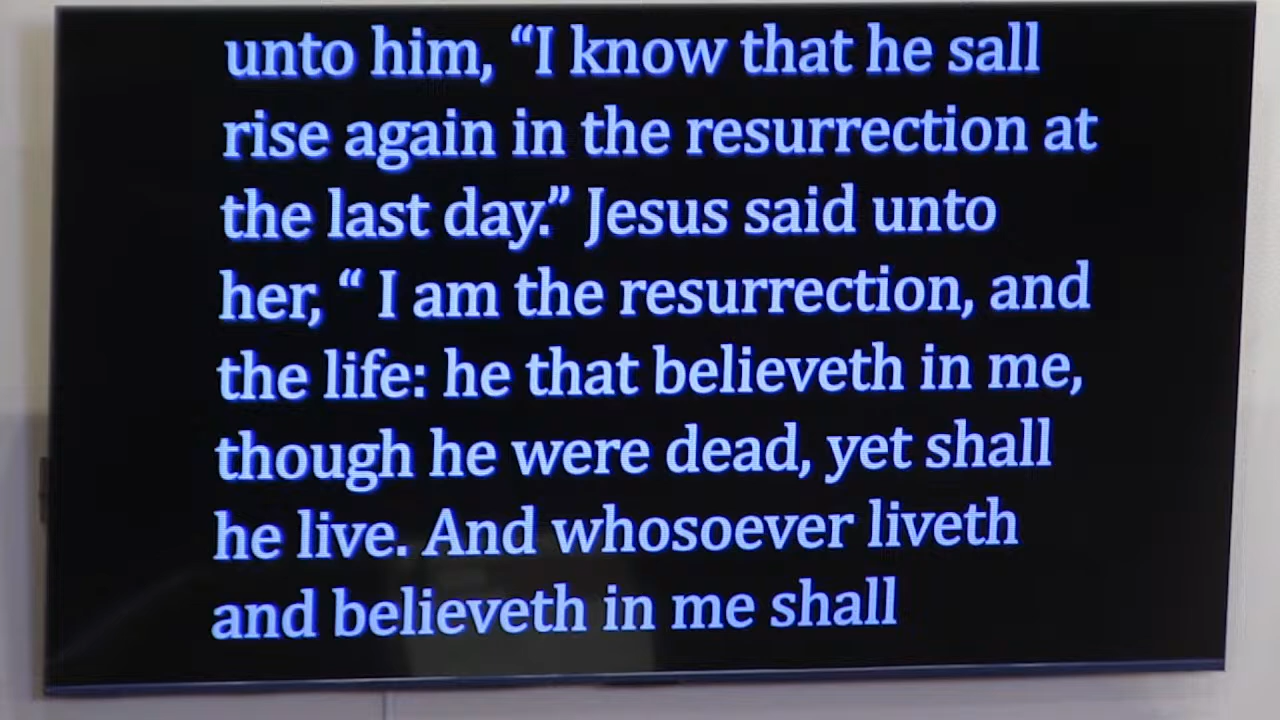 unto him, “I know that he sall
rise again in the resurrection at
the last day.” Jesus said unto
her, “ I am the resurrection, and
the life: he that believeth in me,
though he were dead, yet shall
he live. And whosoever liveth
and believeth in me shall